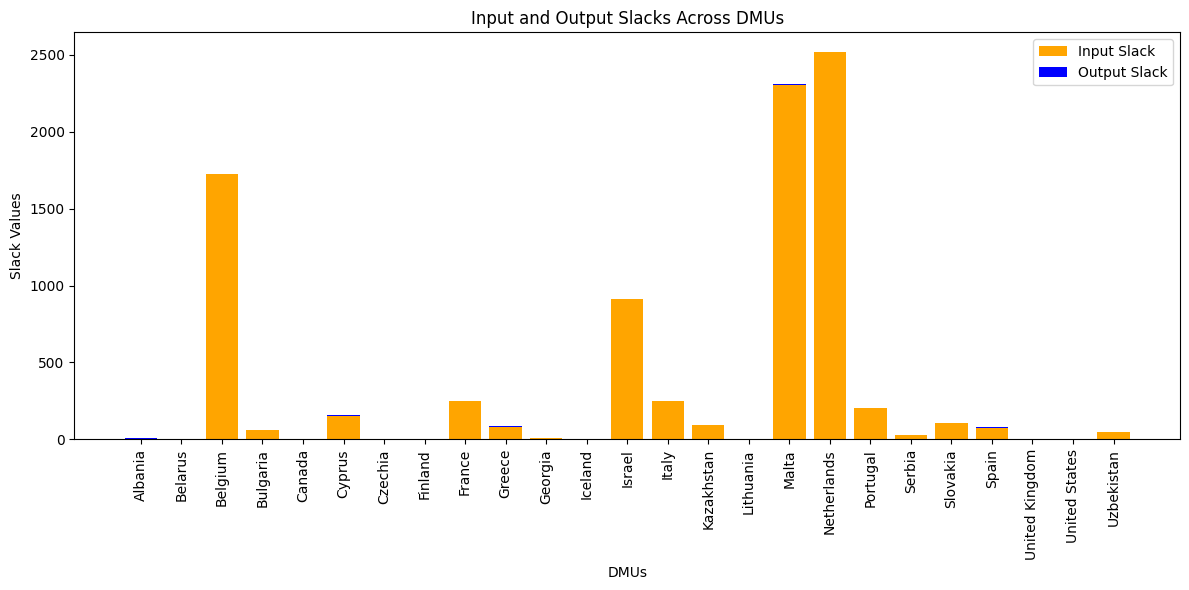 Input and Output Slacks Across DMUs
Input Slack
Output Slack
Slack Values
2500
2000
1500
1000
500
0
Albania
Belarus
Belgium
Bulgaria
Canada
Cyprus
Czechia
Finland
France
Greece
Georgia
Iceland
Israel
Italy
Kazakhstan
Lithuania
Malta
Netherlands
Portugal
Serbia
Slovakia
Spain
United Kingdom
United States
Uzbekistan
DMUs